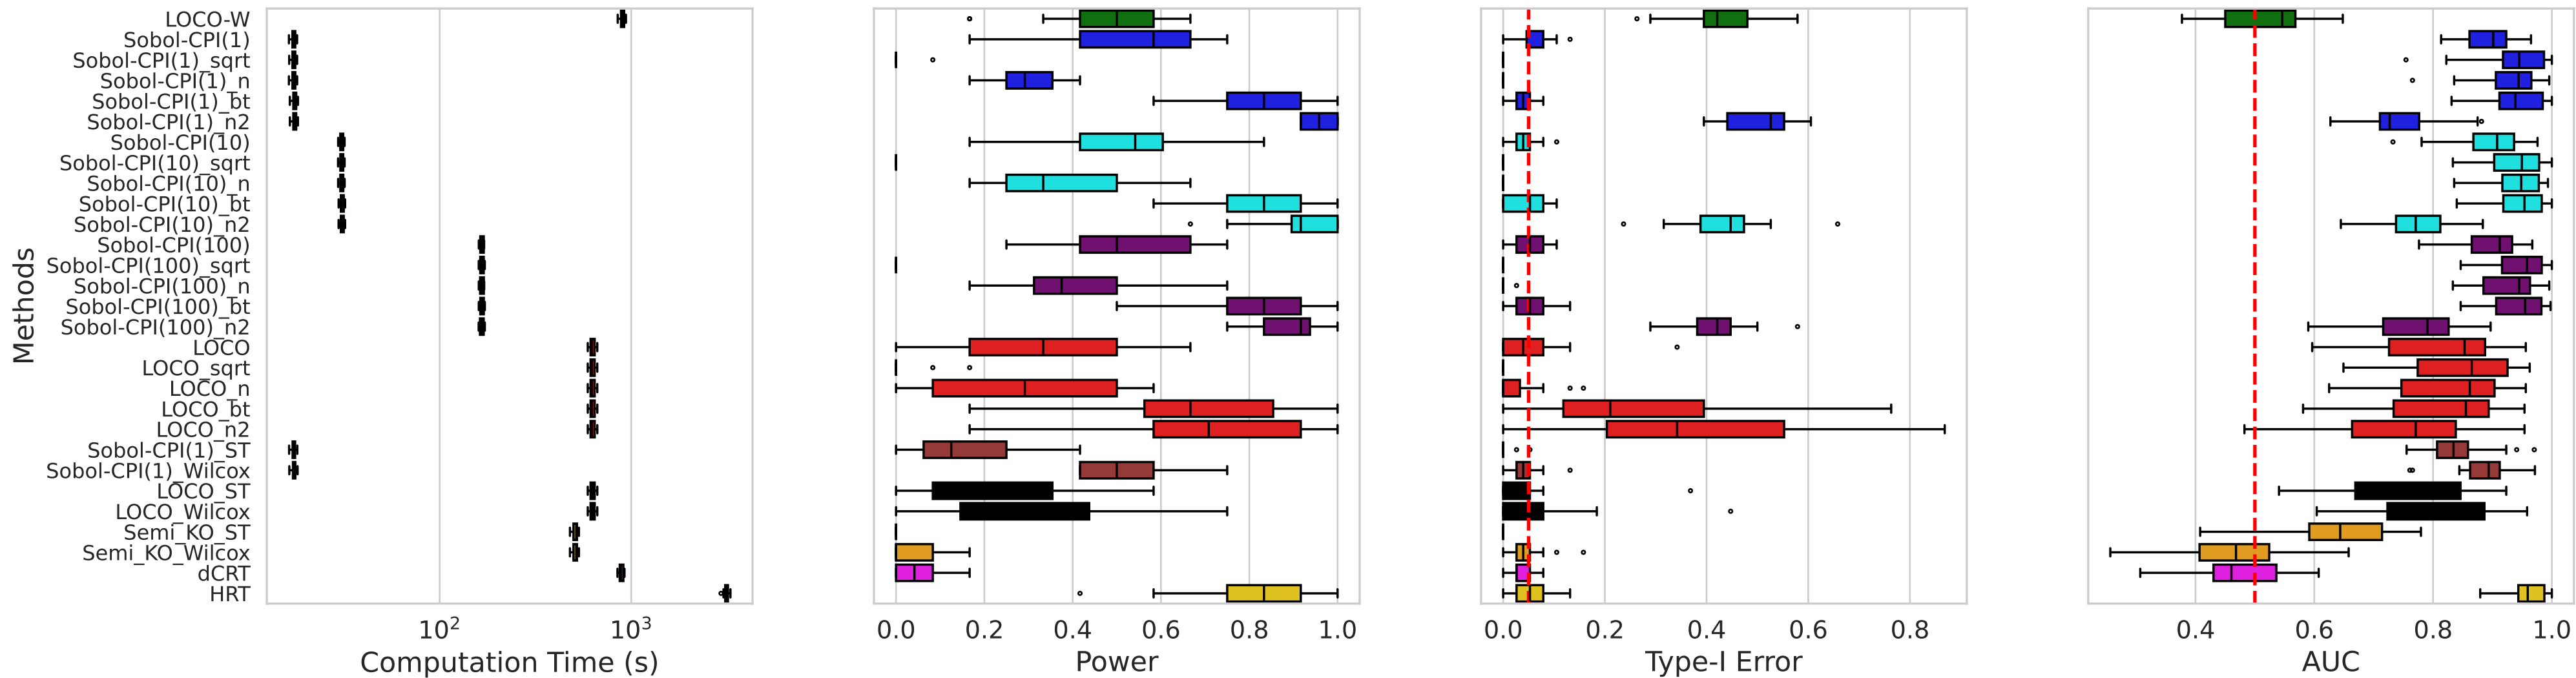 Methods
LOCO-W
Sobol-CPI(1)
Sobol-CPI(1)_sqrt
Sobol-CPI(1)_n
Sobol-CPI(1)_bt
Sobol-CPI(1)_n2
Sobol-CPI(10)
Sobol-CPI(10)_sqrt
Sobol-CPI(10)_n
Sobol-CPI(10)_bt
Sobol-CPI(10)_n2
Sobol-CPI(100)
Sobol-CPI(100)_sqrt
Sobol-CPI(100)_n
Sobol-CPI(100)_bt
Sobol-CPI(100)_n2
LOCO
LOCO_sqrt
LOCO_n
LOCO_bt
LOCO_n2
Sobol-CPI(1)_ST
Sobol-CPI(1)_Wilcox
LOCO_ST
LOCO_Wilcox
Semi_KO_ST
Semi_KO_Wilcox
dCRT
HRT
10² 10³
Computation Time (s)
0.0 0.2 0.4 0.6 0.8 1.0
Power
0.0 0.2 0.4 0.6 0.8
Type-I Error
0.4 0.6 0.8 1.0
AUC